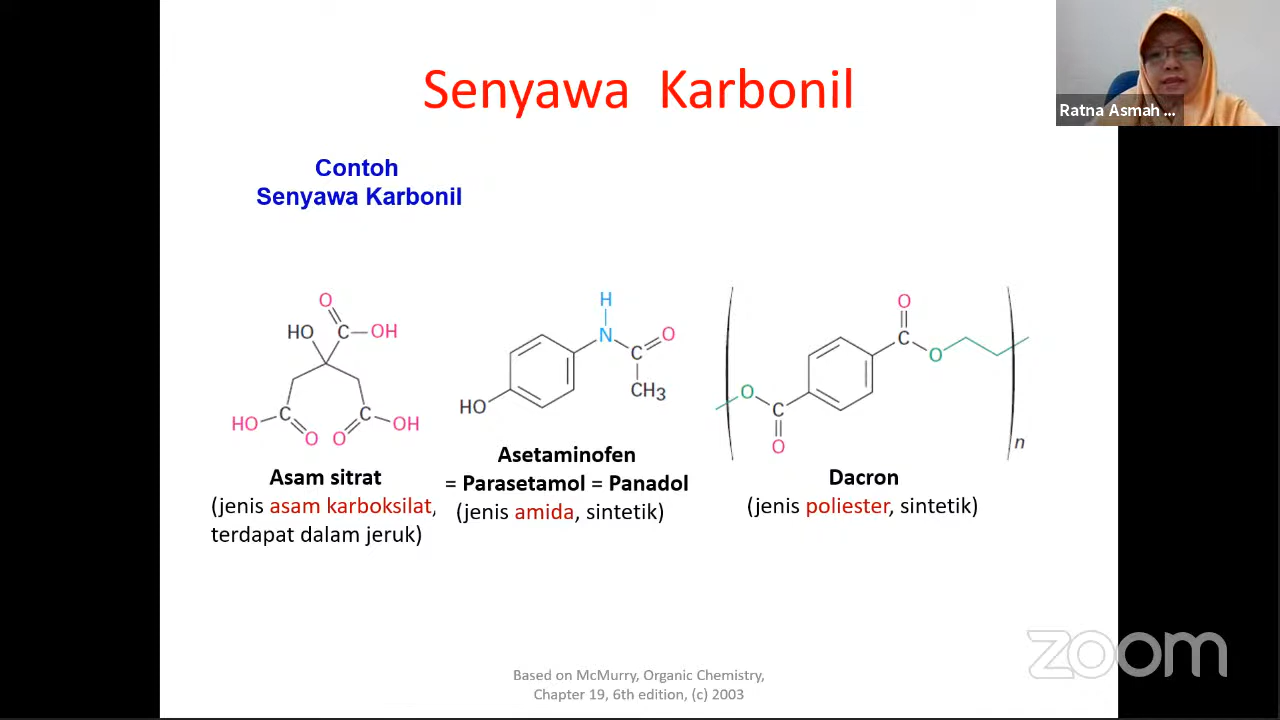 Senyawa Karbonil
Ratna Asmah ...
Contoh
Senyawa Karbonil
O
HO C—OH
HO C C OH
O O
H
N O
C
CH3
HO
O
C
O
O
C
O
n
Asam sitrat
(jenis asam karboksilat,
terdapat dalam jeruk)
Asetaminofen
= Parasetamol = Panadol
(jenis amida, sintetik)
Dacron
(jenis poliester, sintetik)
zoom
Based on McMurry, Organic Chemistry,
Chapter 19, 6th edition, (c) 2003